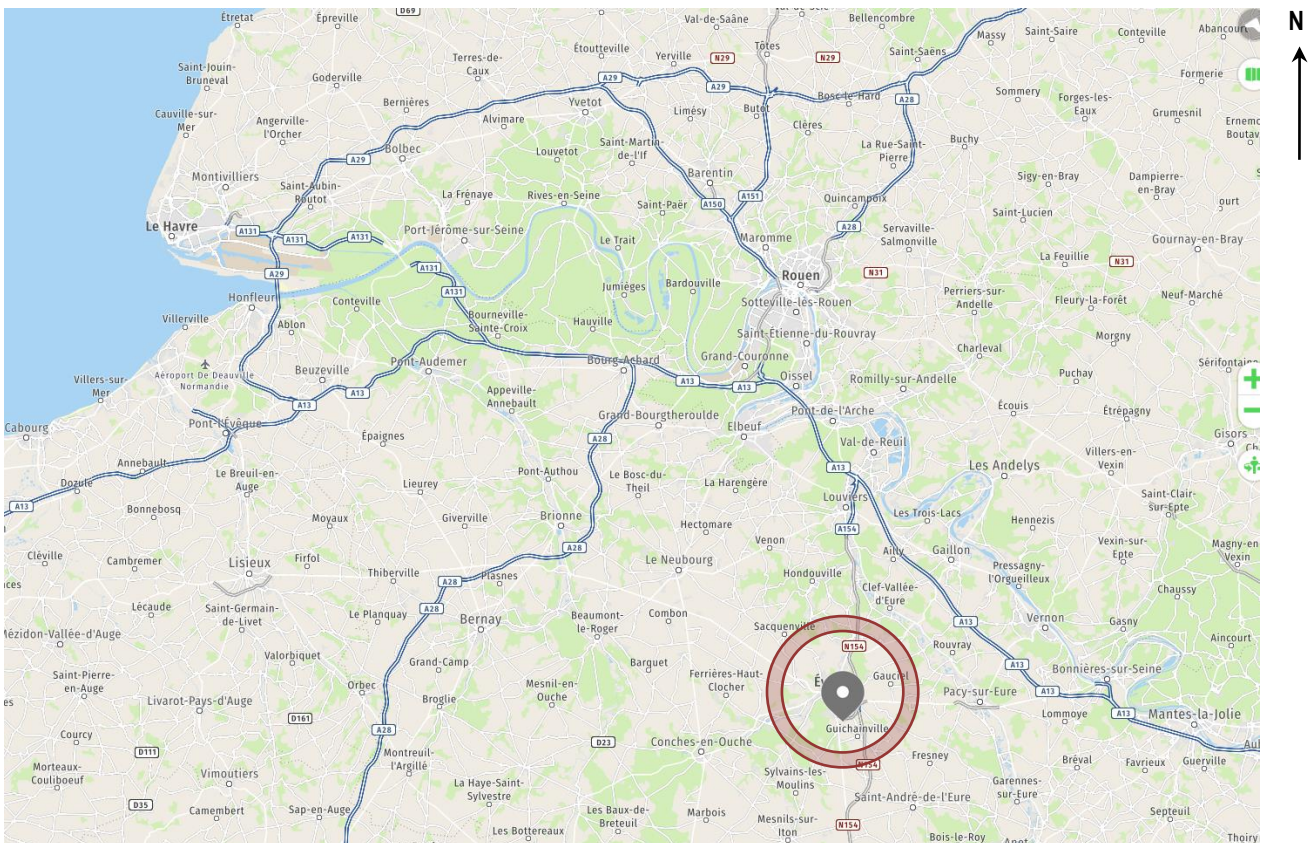 D69
N
Étretat
Épreville
Val-de-Saâne
Bellencombre
Saint-Saire
Conteville
Abancourt
Massy
Étoutteville
Yerville
Tôtes
Saint-Saëns
Terres-de-
Caux
N29
N29
Saint-Jouin-
Bruneval
Goderville
A29
A29
Formerie
Bernières
Yvetot
Limésy
Butot
Bosc-le-Hard
A28
Sommery
Forges-les-
Eaux
Grumesnil
Cauville-sur-
Mer
Angerville-
l'Orcher
Alvimare
Clères
Bolbec
Louvetot
Saint-Martin-
de-l'If
La Rue-Saint-
Pierre
Buchy
A29
Montivilliers
Saint-Aubin-
Routot
La Frénaye
Rives-en-Seine
Barentin
A151
A150
Quincampoix
Sigy-en-Bray
Dampierre-
en-Bray
Saint-Paër
Saint-Lucien
Le Havre
A131
A131
A131
Port-Jérôme-sur-Seine
Le Trait
Maromme
A28
Servaville-
Salmonville
Gournay-en-Bray
La Feuillie
A29
A131
Rouen
N31
N31
A131
Jumièges
Bardouville
Honfleur
Conteville
Bourneville-
Sainte-Croix
Hauville
Sotteville-lès-Rouen
Perriers-sur-
Andelle
Fleury-la-Forêt
Neuf-Marché
Villerville
Ablon
Saint-Étienne-du-Rouvray
Morgny
Charleval
Aéroport De Deauville
Normandie
Beuzeville
Pont-Audemer
Bourg-Achard
Grand-Couronne
Oissel
Romilly-sur-Andelle
Puchay
Villers-sur-
Mer
A13
A13
A13
A13
Appeville-
Annebault
Grand-Bourgtheroulde
Elbeuf
Pont-de-l'Arche
Écouis
Étrépagny
Cabourg
Pont-l'Évêque
Épaignes
A28
Val-de-Reuil
Gisors
Annebault
Dozulé
Le Breuil-en-
Auge
Lieurey
Pont-Authou
Le Bosc-du-
Theil
La Harengère
A13
Les Andelys
Villers-en-
Vexin
A13
Bonnebosq
Moyaux
Giverville
Brionne
Hectomare
Louviers
A154
Les Trois-Lacs
Hennezis
Saint-Clair-
sur-Epte
Venon
Cléville
Cambremer
Lisieux
Firfol
Thiberville
A28
Plasnes
Le Neubourg
Hondouville
Ailly
Gaillon
Pressagny-
l'Orgueilleux
Vexin-sur-
Epte
Magny-en-
Vexin
A28
Lécaude
Saint-Germain-
de-Livet
Le Planquay
A28
Bernay
Beaumont-
le-Roger
Combon
Clef-Vallée-
d'Eure
Chaussy
Mézidon-Vallée-d'Auge
Sacquenville
A13
Vernon
Gasny
Aincourt
Valorbiquet
Grand-Camp
Barguet
N154
Rouvray
Saint-Pierre-
en-Auge
Livarot-Pays-d'Auge
Orbec
Broglie
Mesnil-en-
Ouche
Ferrières-Haut-
Clocher
Gauciel
Pacy-sur-Eure
A13
A13
Bonnières-sur-Seine
D161
A28
Guichainville
Lommoye
A13
Mantes-la-Jolie
Courcy
D111
Montreuil-
l'Argillé
D23
Conches-en-Ouche
Fresney
Morteaux-
Couliboeuf
Vimoutiers
La Haye-Saint-
Sylvestre
Sylvains-les-
Moulins
N154
Bréval
Favrieux
Guerville
D35
Camembert
Sap-en-Auge
Les Baux-de-
Breteuil
Marbois
Saint-André-de-l'Eure
Garennes-
sur-Eure
Septeuil
Les Bottereaux
Mesnils-sur-
Iton
N154
Bois-le-Roy
Thoiry